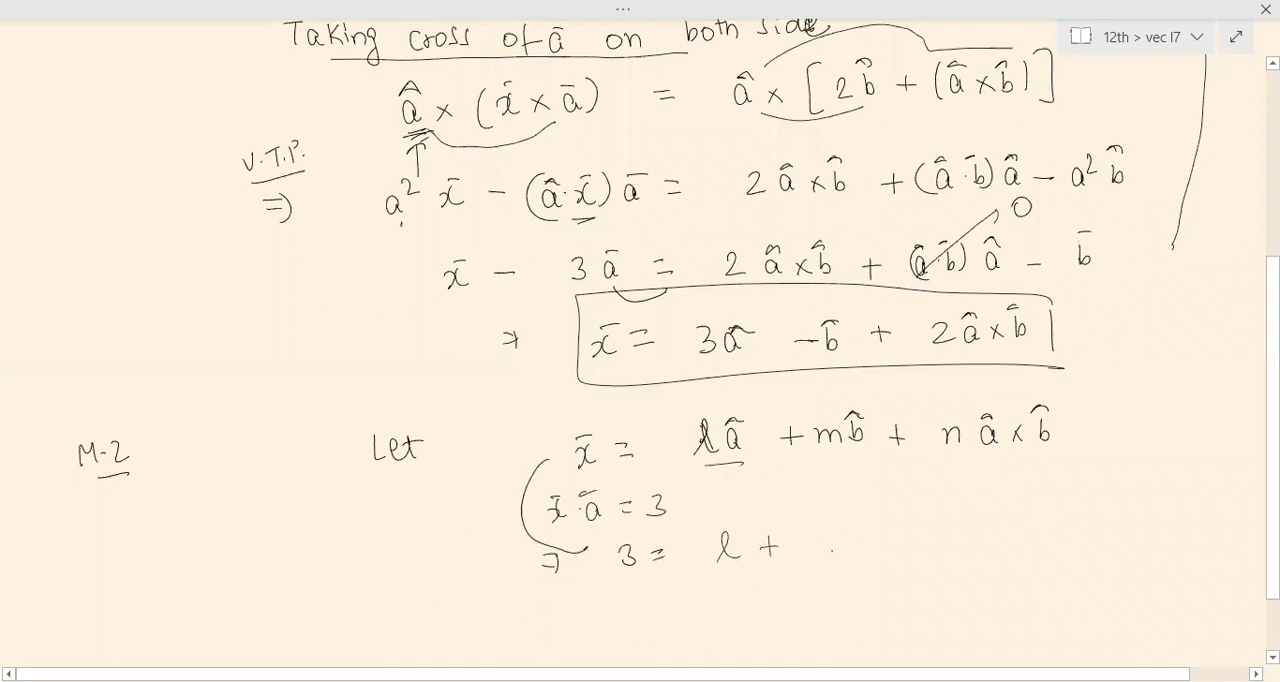 12th > vec l7
Taking cross of ā on both side
â × (x̄ × ā) = â × [2b̂ + (â × b̂)]
V.T.P.
⇒ a² x̄ − (â·x̄) ā = 2 â × b̂ + (â·b̄) â − a² b̂
0
x̄ − 3 ā = 2 â × b̂ + (â·b̄) â − b̄
⇒ x̄ = 3â − b̄ + 2 â × b̂
M-2 Let x̄ = lâ + mb̂ + n â × b̂
x̄·ā = 3
⇒ 3 = l +